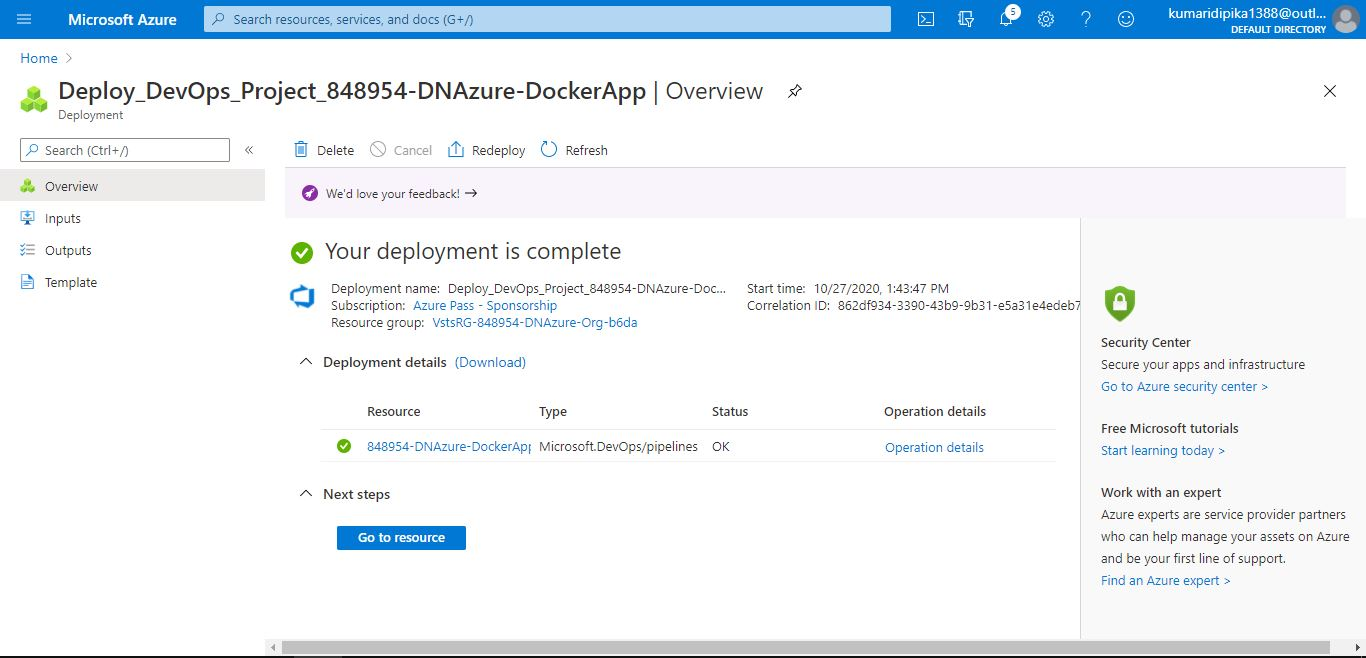 Microsoft Azure
Search resources, services, and docs (G+/)
5
kumaridipika1388@outl...
DEFAULT DIRECTORY
Home
Deploy_DevOps_Project_848954-DNAzure-DockerApp | Overview
Deployment
Search (Ctrl+/)
«
Delete
Cancel
Redeploy
Refresh
Overview
Inputs
Outputs
Template
We'd love your feedback! →
Your deployment is complete
Deployment name: Deploy_DevOps_Project_848954-DNAzure-Doc...
Subscription: Azure Pass - Sponsorship
Resource group: VstsRG-848954-DNAzure-Org-b6da
Start time: 10/27/2020, 1:43:47 PM
Correlation ID: 862df934-3390-43b9-9b31-e5a31e4edeb7
Deployment details (Download)
Resource Type Status Operation details
848954-DNAzure-DockerApp Microsoft.DevOps/pipelines OK Operation details
Next steps
Go to resource
Security Center
Secure your apps and infrastructure
Go to Azure security center >
Free Microsoft tutorials
Start learning today >
Work with an expert
Azure experts are service provider partners
who can help manage your assets on Azure
and be your first line of support.
Find an Azure expert >